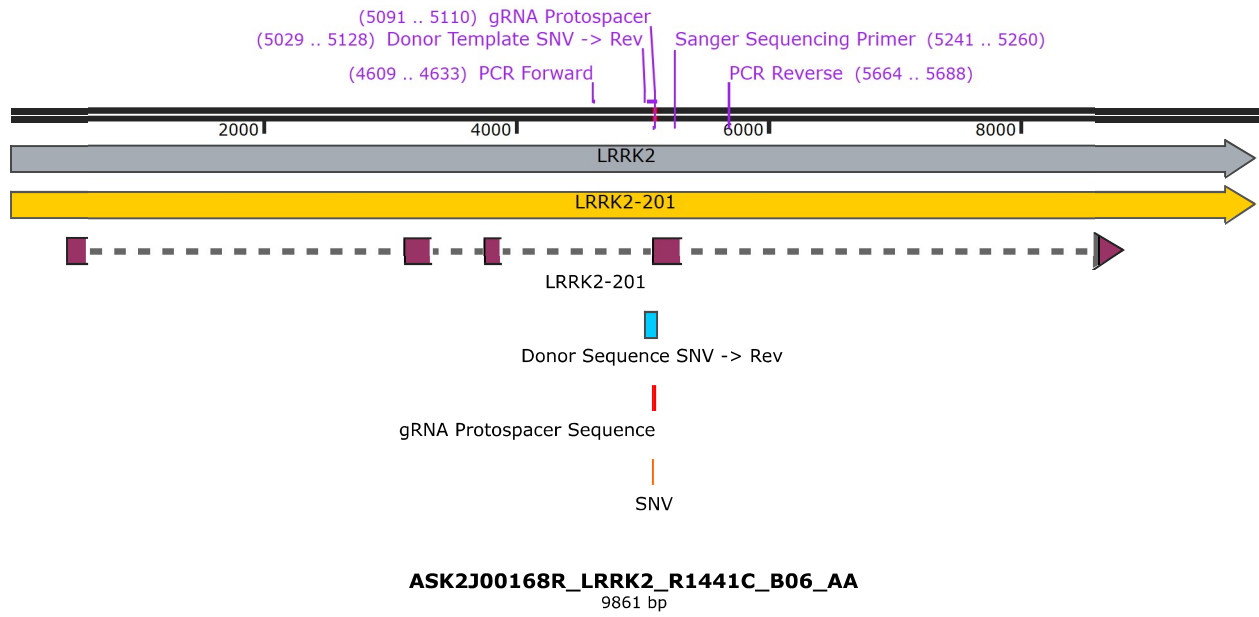 (5091 .. 5110) gRNA Protospacer
(5029 .. 5128) Donor Template SNV -> Rev
Sanger Sequencing Primer (5241 .. 5260)
(4609 .. 4633) PCR Forward
PCR Reverse (5664 .. 5688)
2000
4000
6000
8000
LRRK2
LRRK2-201
LRRK2-201
Donor Sequence SNV -> Rev
gRNA Protospacer Sequence
SNV
ASK2J00168R_LRRK2_R1441C_B06_AA
9861 bp